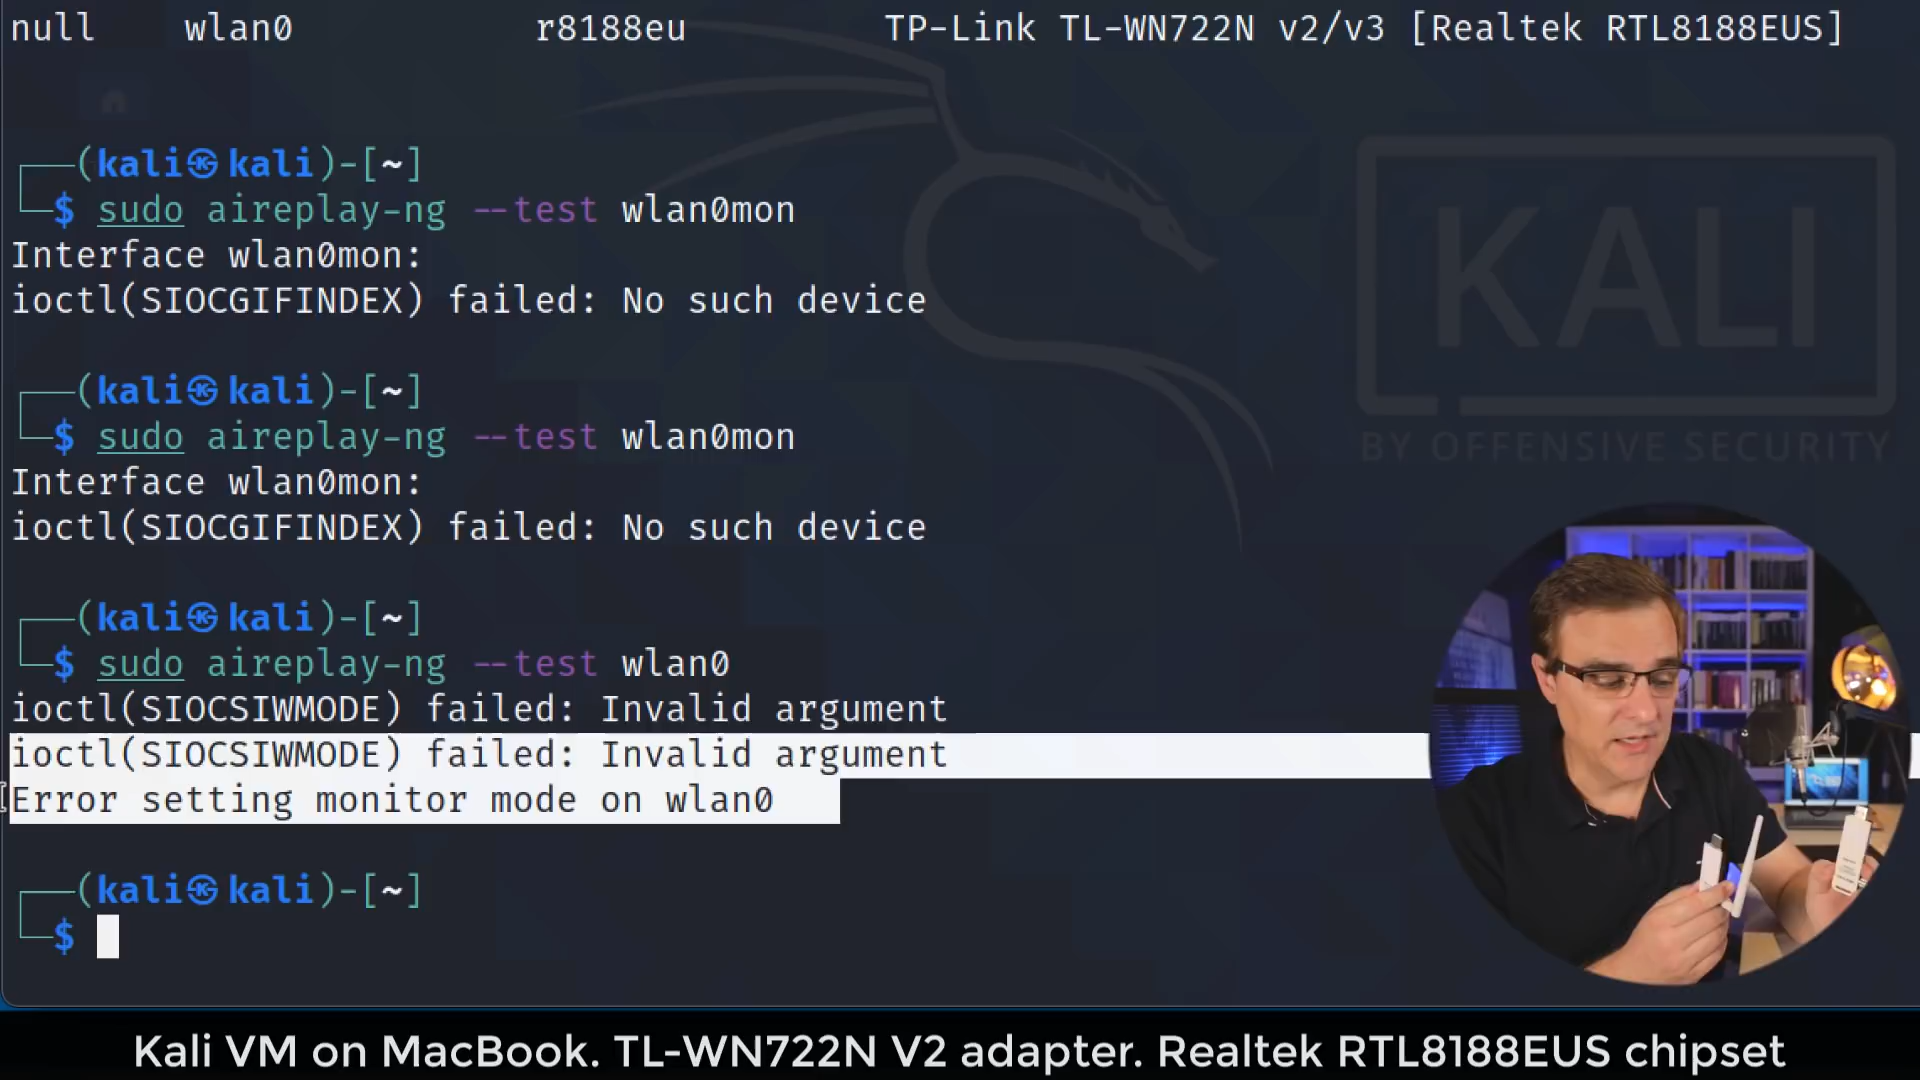 null wlan0 r8188eu TP-Link TL-WN722N v2/v3 [Realtek RTL8188EUS]
(kali㉿kali)-[~]
$ sudo aireplay-ng --test wlan0mon
Interface wlan0mon:
ioctl(SIOCGIFINDEX) failed: No such device
(kali㉿kali)-[~]
$ sudo aireplay-ng --test wlan0mon
Interface wlan0mon:
ioctl(SIOCGIFINDEX) failed: No such device
(kali㉿kali)-[~]
$ sudo aireplay-ng --test wlan0
ioctl(SIOCSIWMODE) failed: Invalid argument
ioctl(SIOCSIWMODE) failed: Invalid argument
Error setting monitor mode on wlan0
(kali㉿kali)-[~]
$
KALI
BY OFFENSIVE SECURITY
Kali VM on MacBook. TL-WN722N V2 adapter. Realtek RTL8188EUS chipset